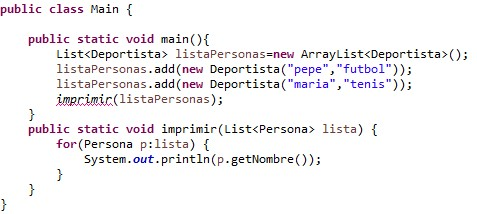 public class Main {
public static void main(){
List<Deportista> listaPersonas=new ArrayList<Deportista>();
listaPersonas.add(new Deportista("pepe","futbol"));
listaPersonas.add(new Deportista("maria","tenis"));
imprimir(listaPersonas);
}
public static void imprimir(List<Persona> lista) {
for(Persona p:lista) {
System.out.println(p.getNombre());
}
}
}